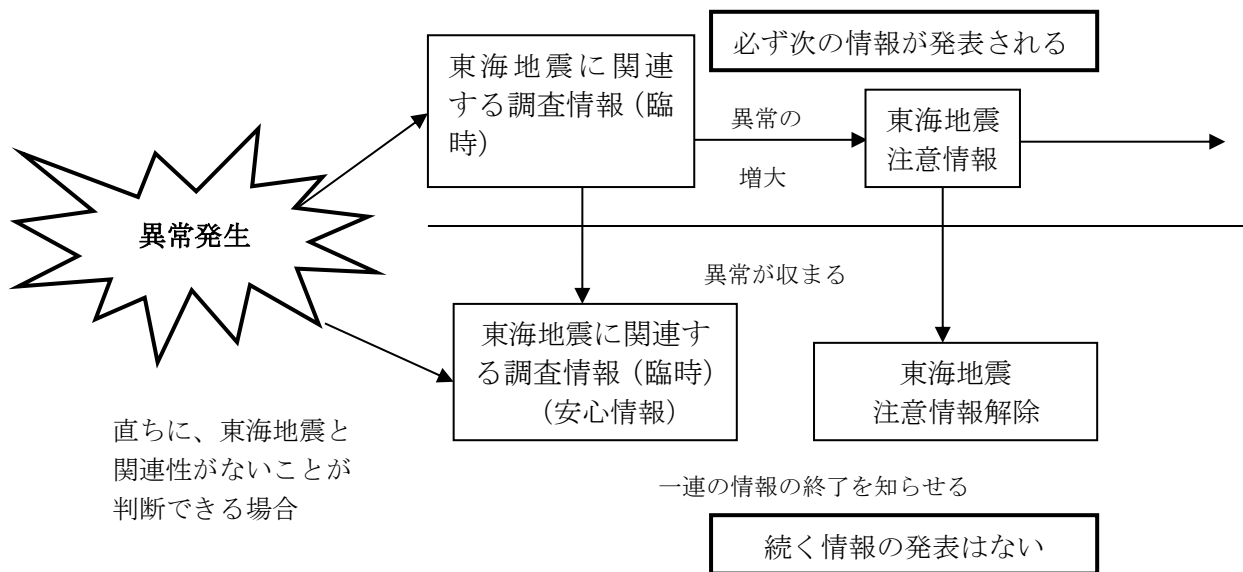 必ず次の情報が発表される
東海地震に関連
する調査情報（臨
時）
異常の
増大
東海地震
注意情報
異常発生
異常が収まる
東海地震に関連す
る調査情報（臨時）
（安心情報）
東海地震
注意情報解除
直ちに、東海地震と
関連性がないことが
判断できる場合
一連の情報の終了を知らせる
続く情報の発表はない